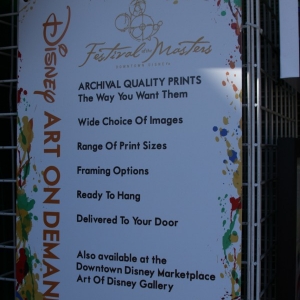 Disney ART ON DEMAND
Festival of the Masters
DOWNTOWN DISNEY
ARCHIVAL QUALITY PRINTS
The Way You Want Them
Wide Choice Of Images
Range Of Print Sizes
Framing Options
Ready To Hang
Delivered To Your Door
Also available at the
Downtown Disney Marketplace
Art Of Disney Gallery